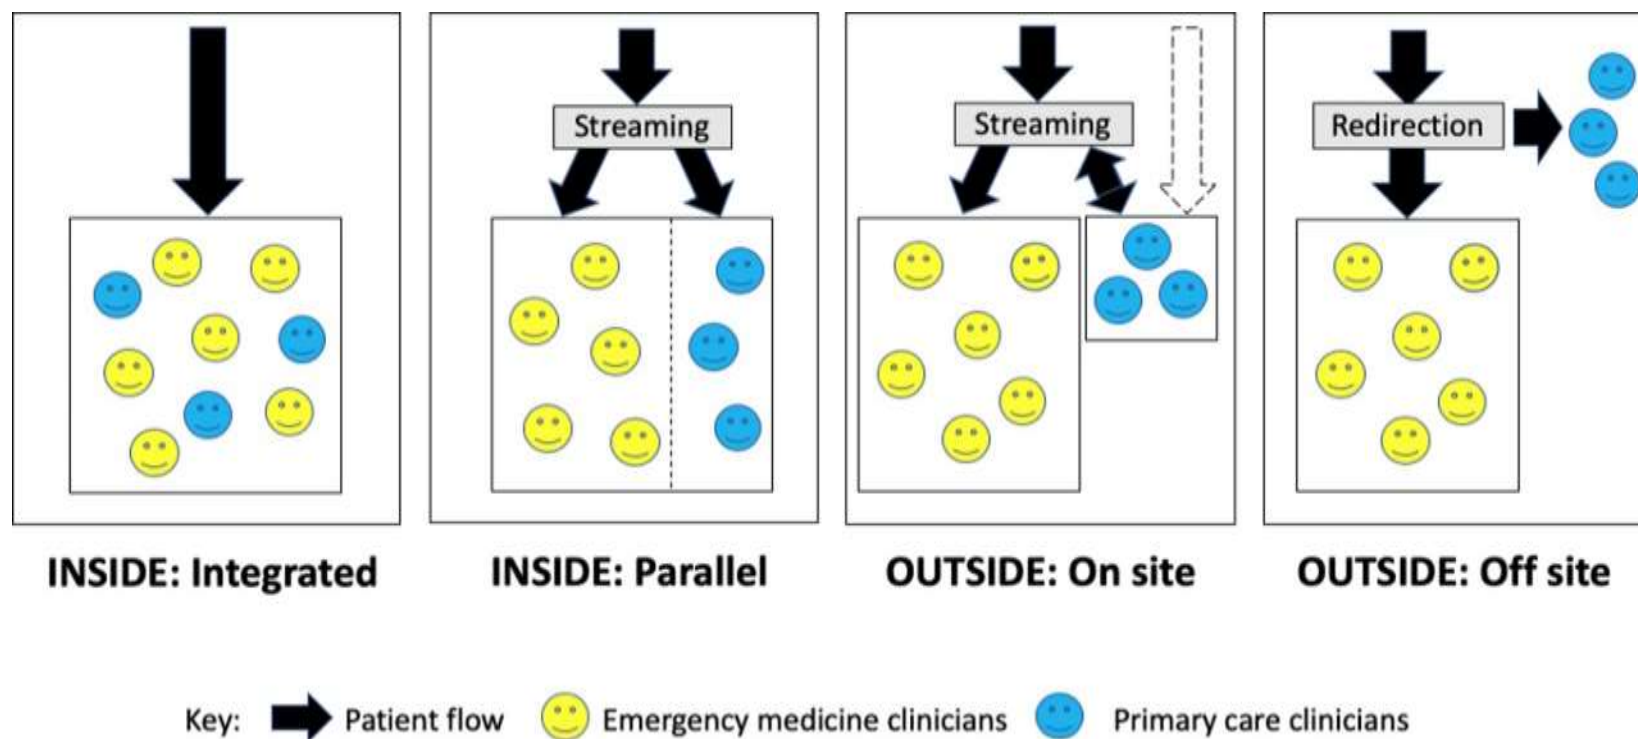 Streaming
Streaming
Redirection
INSIDE: Integrated
INSIDE: Parallel
OUTSIDE: On site
OUTSIDE: Off site
Key: Patient flow Emergency medicine clinicians Primary care clinicians